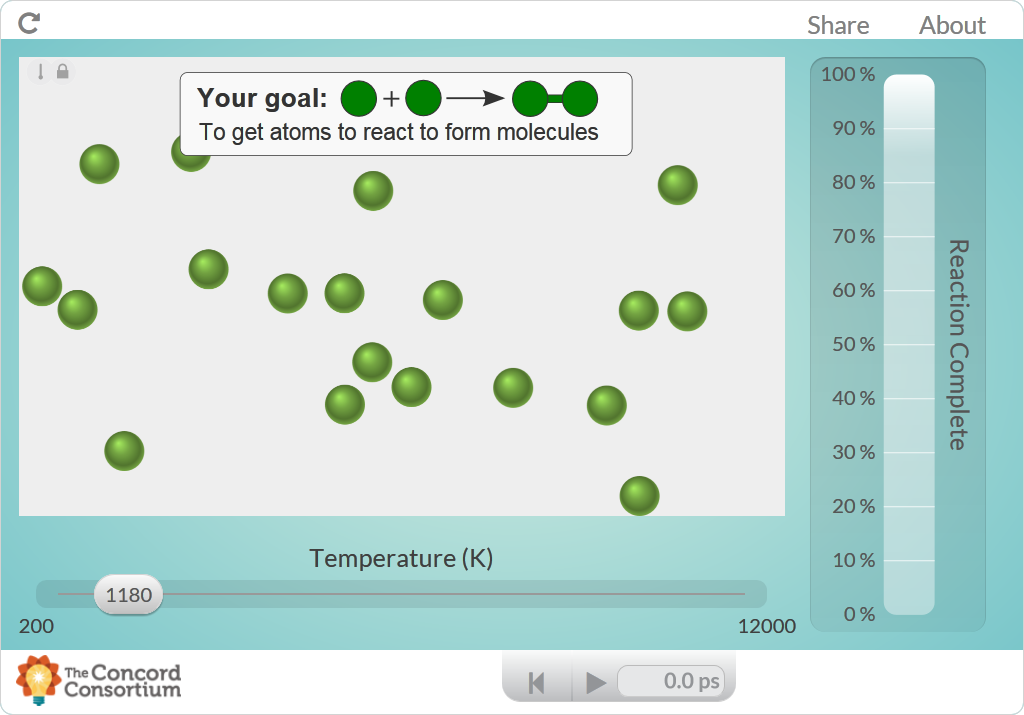 Share About
Your goal: +
To get atoms to react to form molecules
100 %
90 %
80 %
70 %
60 %
50 %
40 %
30 %
20 %
10 %
0 %
Reaction Complete
Temperature (K)
1180
200 12000
The Concord
Consortium
0.0 ps